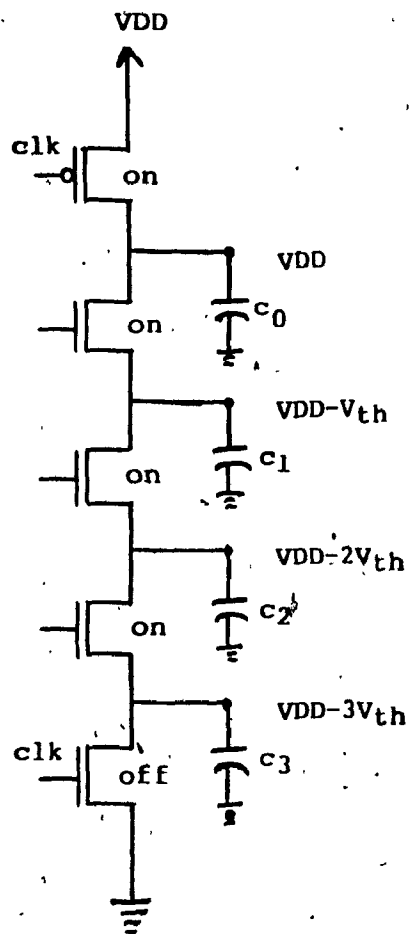 VDD
clk
on
VDD
on
c0
VDD-Vth
on
c1
VDD-2Vth
on
c2
VDD-3Vth
clk
off
c3